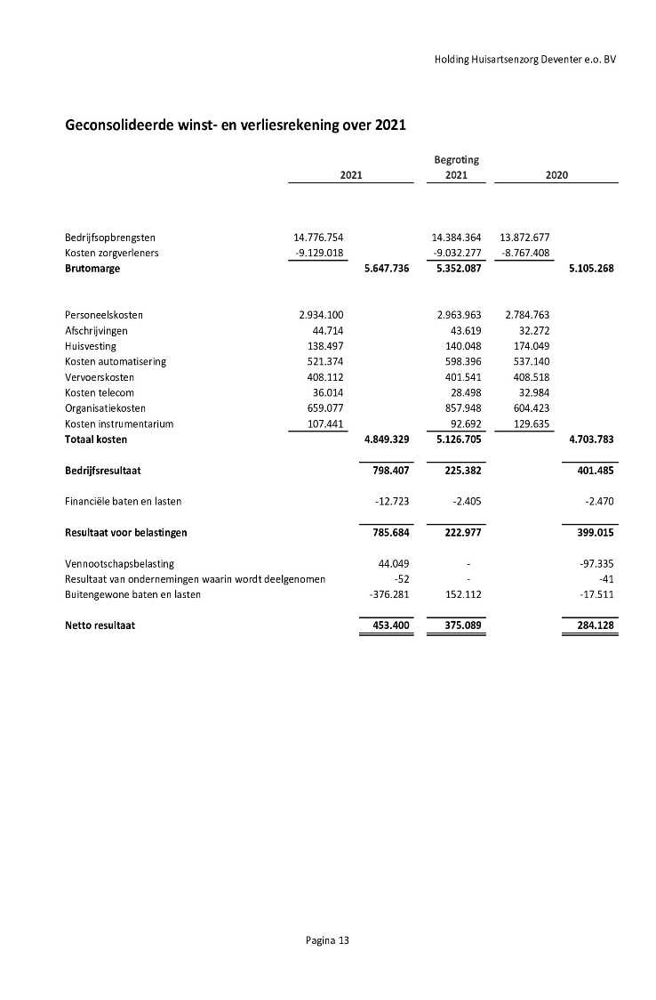 Holding Huisartsenzorg Deventer e.o. BV
Geconsolideerde winst- en verliesrekening over 2021
Begroting
2021 2021 2020
Bedrijfsopbrengsten 14.776.754 14.384.364 13.872.677
Kosten zorgverleners -9.129.018 -9.032.277 -8.767.408
Brutomarge 5.647.736 5.352.087 5.105.268
Personeelskosten 2.934.100 2.963.963 2.784.763
Afschrijvingen 44.714 43.619 32.272
Huisvesting 138.497 140.048 174.049
Kosten automatisering 521.374 598.396 537.140
Vervoerskosten 408.112 401.541 408.518
Kosten telecom 36.014 28.498 32.984
Organisatiekosten 659.077 857.948 604.423
Kosten instrumentarium 107.441 92.692 129.635
Totaal kosten 4.849.329 5.126.705 4.703.783
Bedrijfsresultaat 798.407 225.382 401.485
Financiële baten en lasten -12.723 -2.405 -2.470
Resultaat voor belastingen 785.684 222.977 399.015
Vennootschapsbelasting 44.049 - -97.335
Resultaat van ondernemingen waarin wordt deelgenomen -52 - -41
Buitengewone baten en lasten -376.281 152.112 -17.511
Netto resultaat 453.400 375.089 284.128
Pagina 13